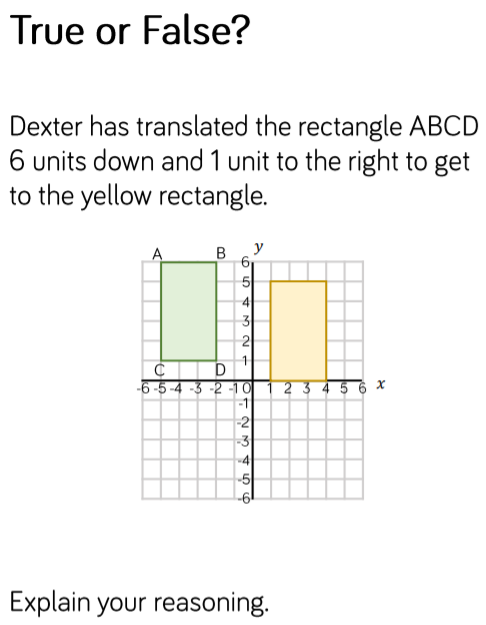 True or False?
Dexter has translated the rectangle ABCD
6 units down and 1 unit to the right to get
to the yellow rectangle.
A B y
6
5
4
3
2
C D 1
-6 -5 -4 -3 -2 -1 0 1 2 3 4 5 6 x
-1
-2
-3
-4
-5
-6
Explain your reasoning.